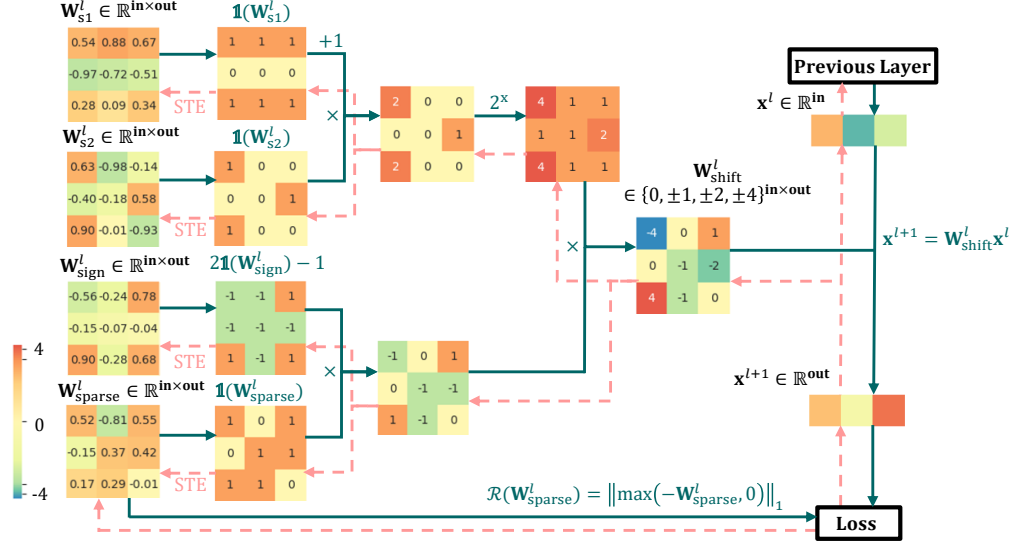 W^l_s1 ∈ ℝ^in×out
0.54 0.88 0.67
-0.97 -0.72 -0.51
0.28 0.09 0.34
STE
𝟙(W^l_s1)
1 1 1
0 0 0
1 1 1
+1
×
W^l_s2 ∈ ℝ^in×out
0.63 -0.98 -0.14
-0.40 -0.18 0.58
0.90 -0.01 -0.93
STE
𝟙(W^l_s2)
1 0 0
0 0 1
1 0 0
2 0 0
0 0 1
2 0 0
2^x
4 1 1
1 1 2
4 1 1
×
W^l_sign ∈ ℝ^in×out
-0.56 -0.24 0.78
-0.15 -0.07 -0.04
0.90 -0.28 0.68
STE
2𝟙(W^l_sign) − 1
-1 -1 1
-1 -1 -1
1 -1 1
×
W^l_sparse ∈ ℝ^in×out
0.52 -0.81 0.55
-0.15 0.37 0.42
0.17 0.29 -0.01
STE
𝟙(W^l_sparse)
1 0 1
0 1 1
1 1 0
-1 0 1
0 -1 -1
1 -1 0
4
0
-4
W^l_shift
∈ {0, ±1, ±2, ±4}^in×out
-4 0 1
0 -1 -2
4 -1 0
Previous Layer
x^l ∈ ℝ^in
x^l+1 = W^l_shift x^l
x^l+1 ∈ ℝ^out
ℛ(W^l_sparse) = ‖max(−W^l_sparse, 0)‖_1
Loss